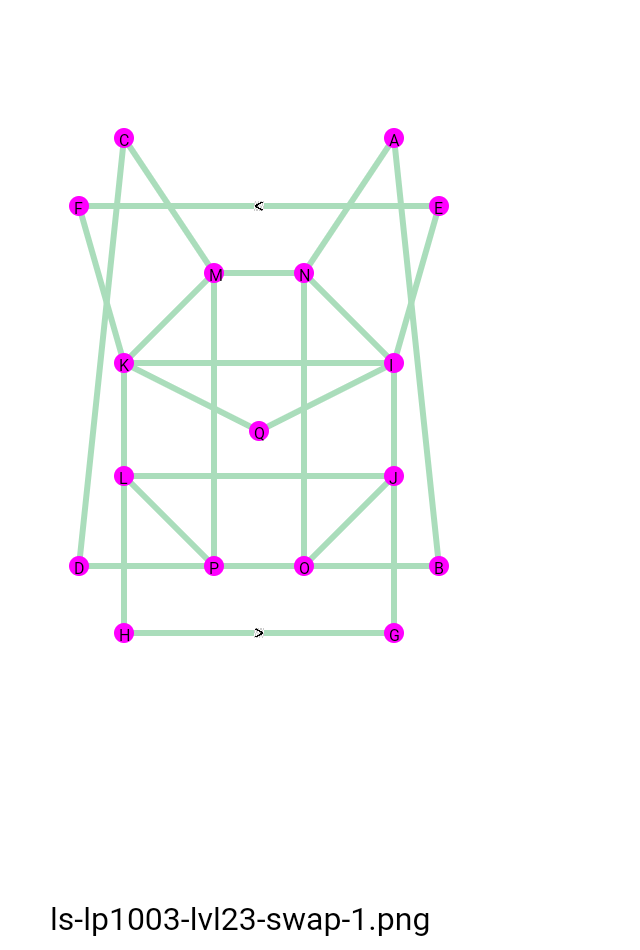 C A
F < E
M N
K I
Q
L J
D P O B
H > G
ls-lp1003-lvl23-swap-1.png